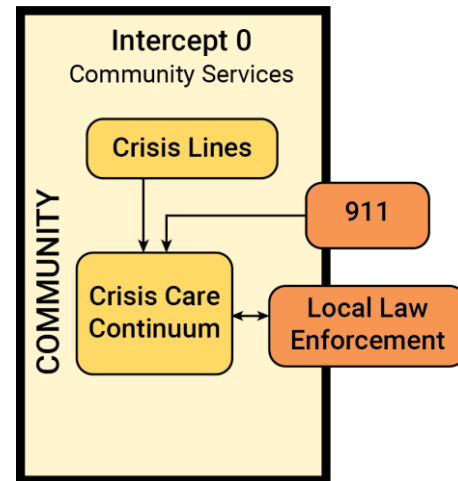 Intercept 0
Community Services
Crisis Lines
911
COMMUNITY
Crisis Care
Continuum
Local Law
Enforcement